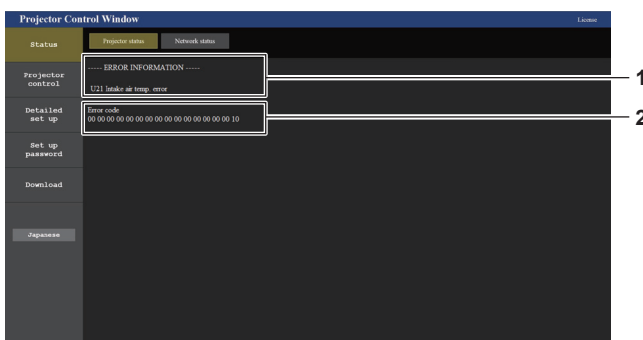 Projector Control Window
License
Status
Projector status
Network status
----- ERROR INFORMATION -----
U21 Intake air temp. error
1
Error code
00 00 00 00 00 00 00 00 00 00 00 00 00 00 00 10
2
Projector
control
Detailed
set up
Set up
password
Download
Japanese